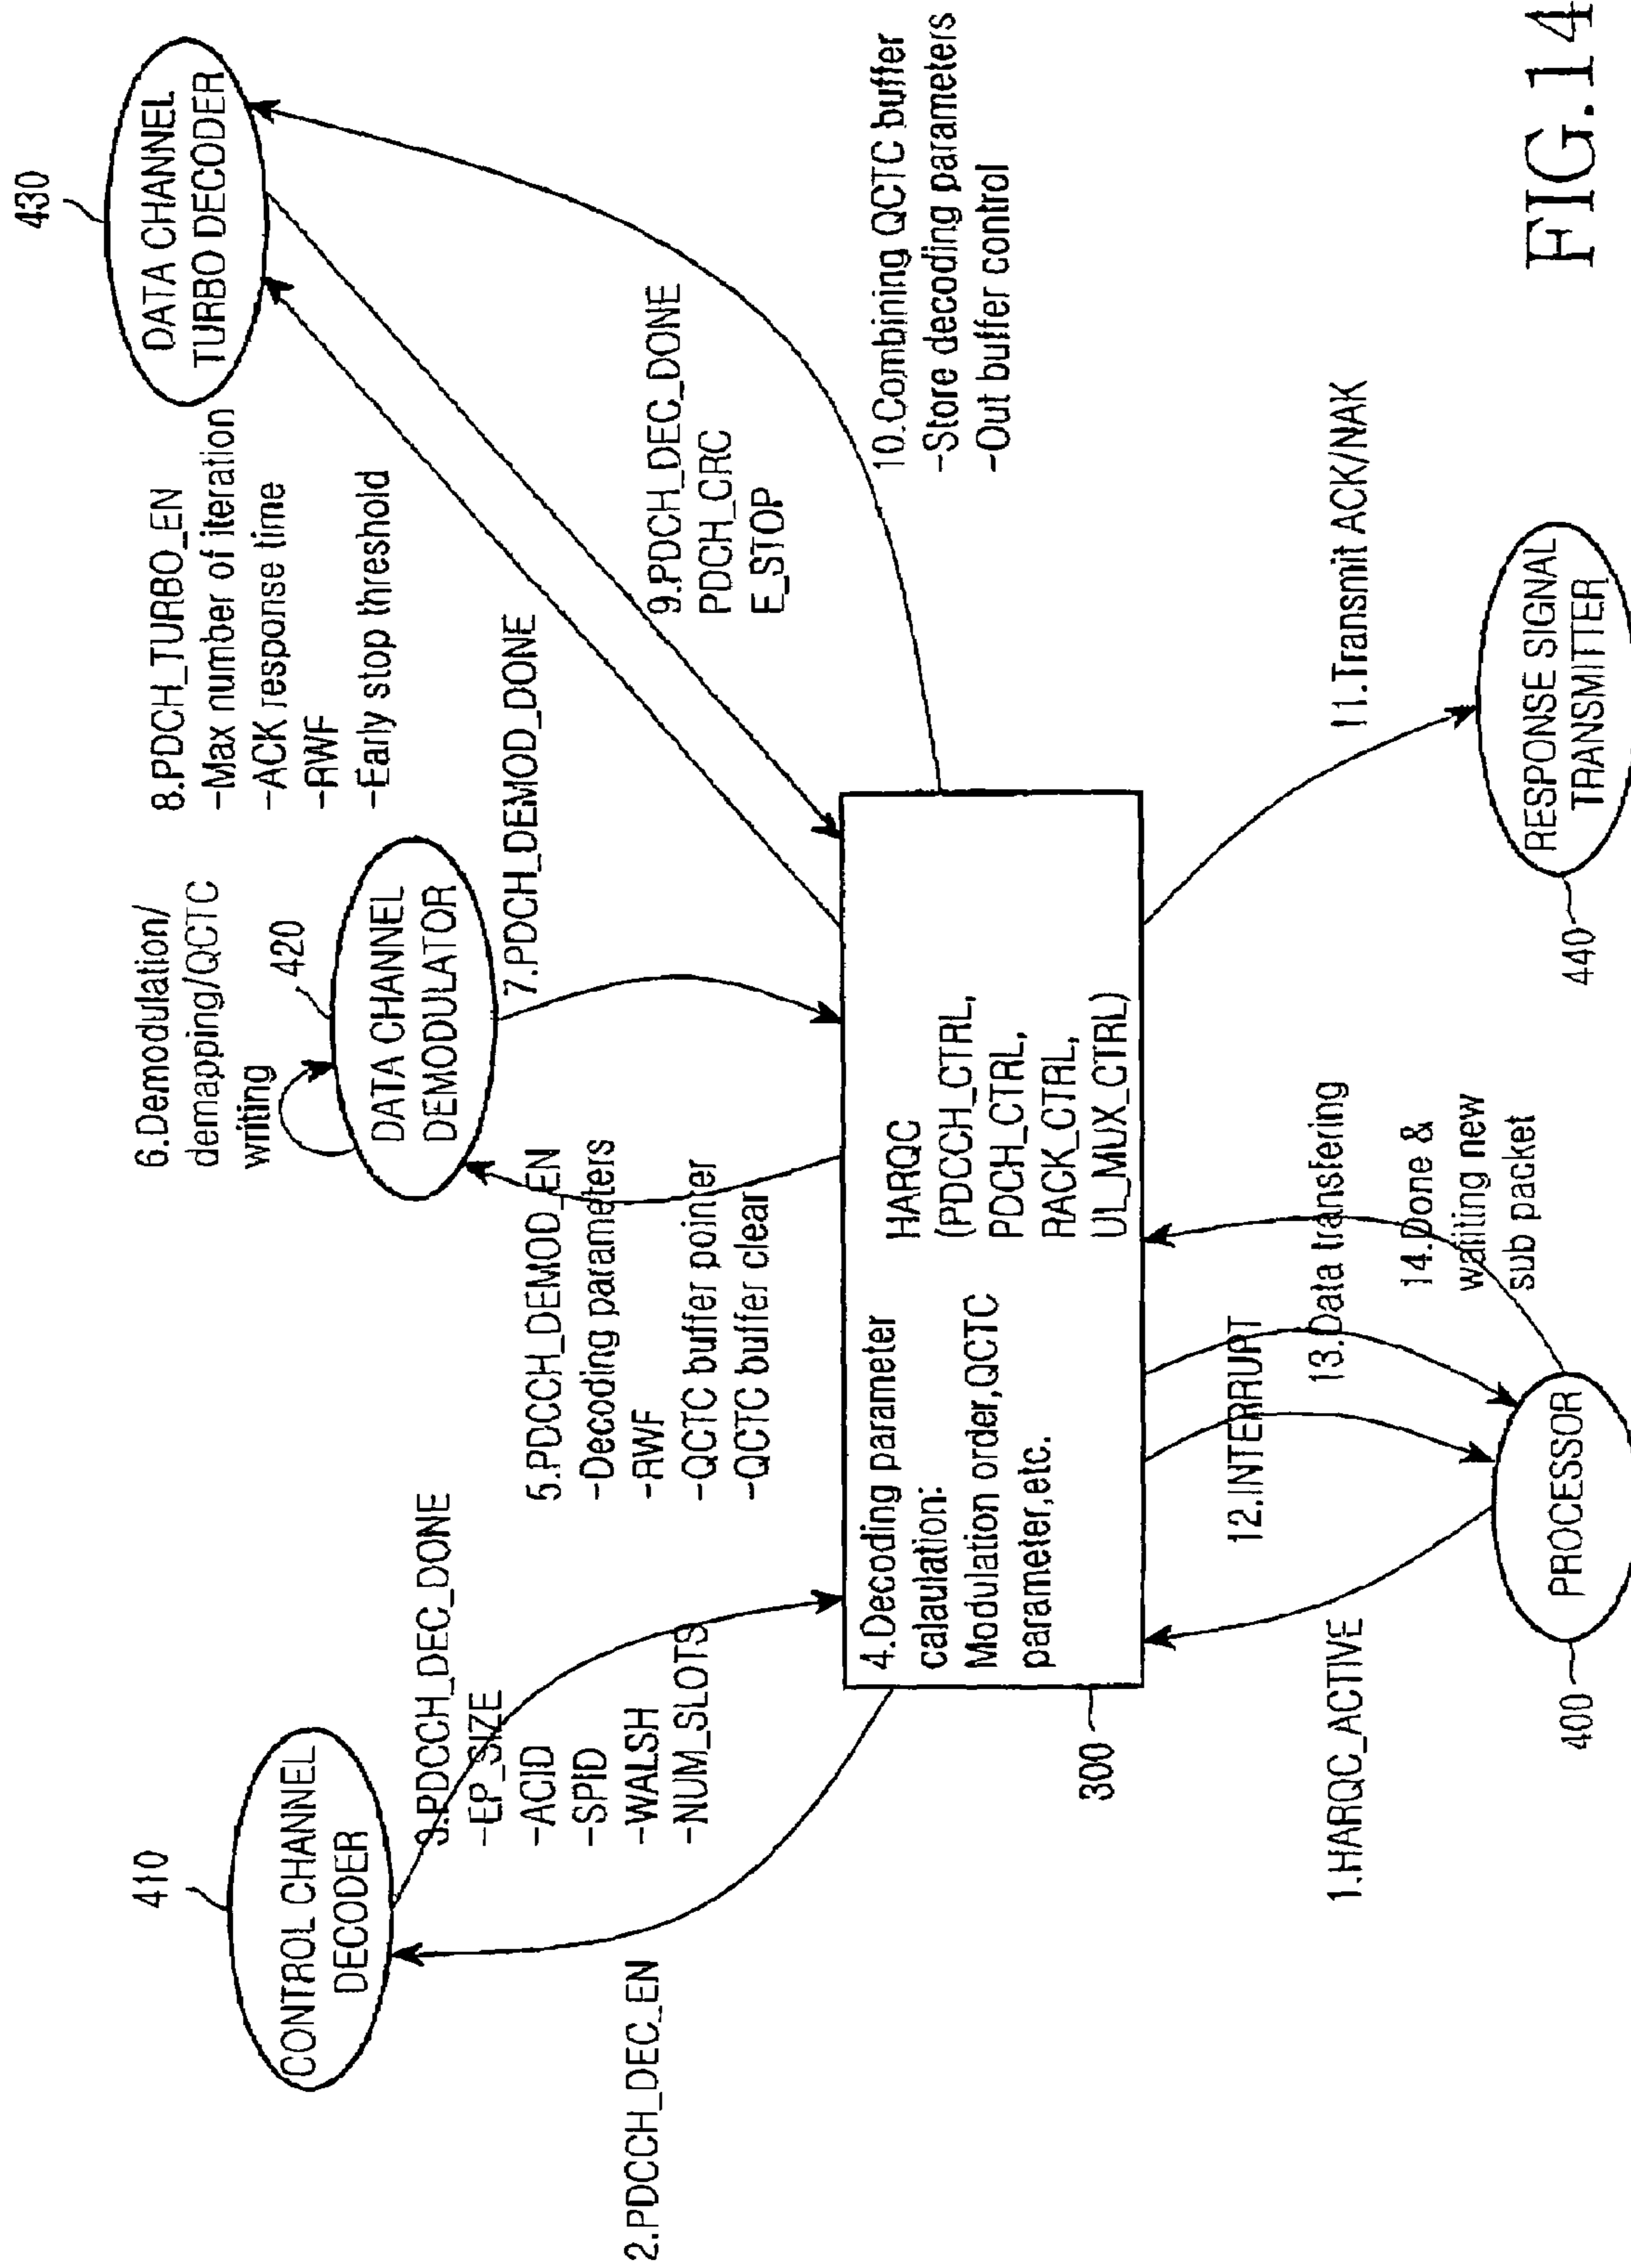 410
CONTROL CHANNEL
DECODER
2.PDCCH_DEC_EN
3.PDCCH_DEC_DONE
-EP_SIZE
-ACID
-SPID
-WALSH
-NUM_SLOTS
6.Demodulation/
demapping/QCTC
writing
420
DATA CHANNEL
DEMODULATOR
5.PDCCH_DEMOD_EN
-Decoding parameters
-RWF
-QCTC buffer pointer
-QCTC buffer clear
7.PDCH_DEMOD_DONE
430
DATA CHANNEL
TURBO DECODER
8.PDCH_TURBO_EN
-Max number of iteration
-ACK response time
-RWF
-Early stop threshold
9.PDCH_DEC_DONE
PDCH_CRC
E_STOP
10.Combining QCTC buffer
-Store decoding parameters
-Out buffer control
300
4.Decoding parameter
calaulation:
Modulation order,QCTC
parameter,etc.
HARQC
(PDCCH_CTRL,
PDCH_CTRL,
RACK_CTRL,
UL_MUX_CTRL)
1.HARQC_ACTIVE
12.INTERRUPT
13.Data transfering
14.Done &
waiting new
sub packet
11.Transmit ACK/NAK
400
PROCESSOR
440
RESPONSE SIGNAL
TRANSMITTER
FIG.14